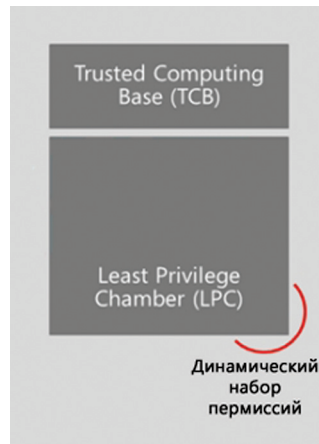 Trusted Computing
Base (TCB)
Least Privilege
Chamber (LPC)
Динамический
набор
пермиссий